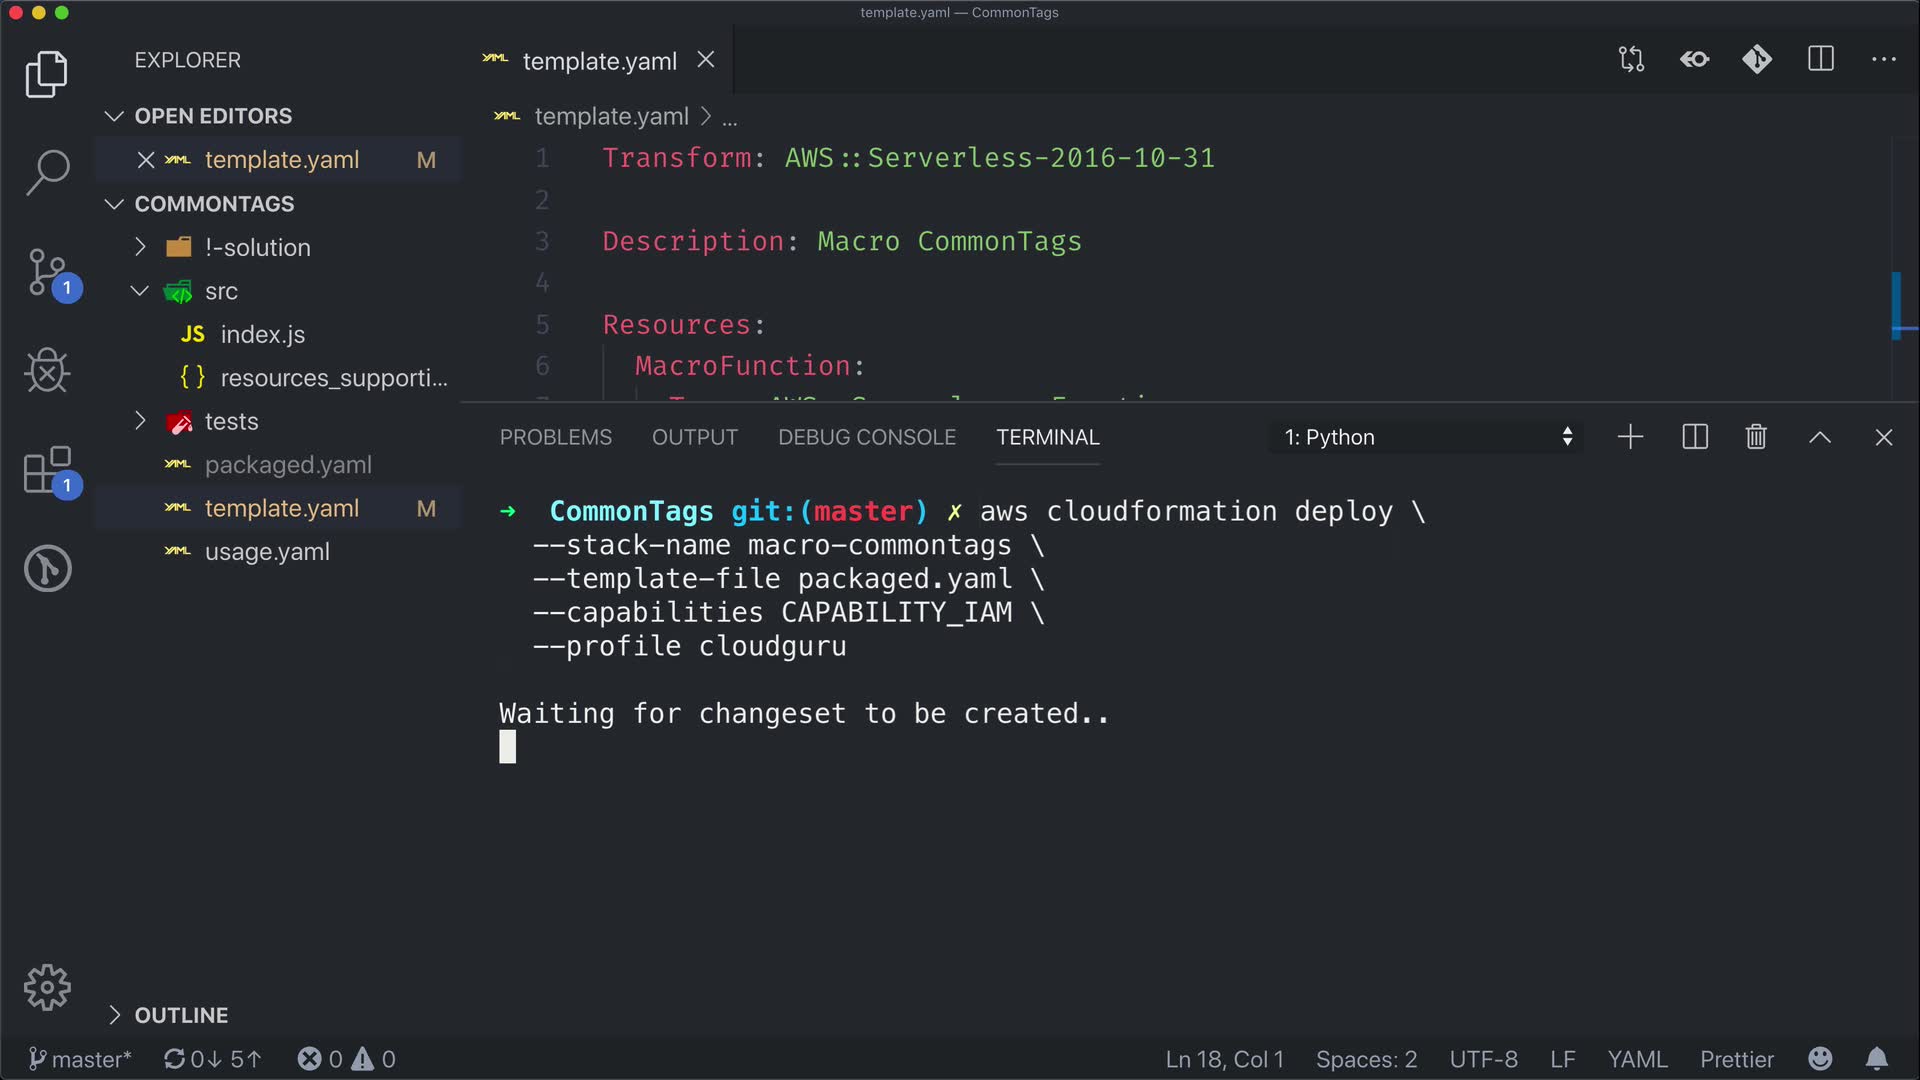 template.yaml — CommonTags
EXPLORER
OPEN EDITORS
template.yaml M
COMMONTAGS
!-solution
src
JS index.js
{ } resources_supporti...
tests
packaged.yaml
template.yaml M
usage.yaml
OUTLINE
1
1
template.yaml
template.yaml > ...
1 Transform: AWS::Serverless-2016-10-31
2
3 Description: Macro CommonTags
4
5 Resources:
6 MacroFunction:
PROBLEMS OUTPUT DEBUG CONSOLE TERMINAL 1: Python
→ CommonTags git:(master) ✗ aws cloudformation deploy \
--stack-name macro-commontags \
--template-file packaged.yaml \
--capabilities CAPABILITY_IAM \
--profile cloudguru
Waiting for changeset to be created..
master* 0↓ 5↑ 0 0 Ln 18, Col 1 Spaces: 2 UTF-8 LF YAML Prettier